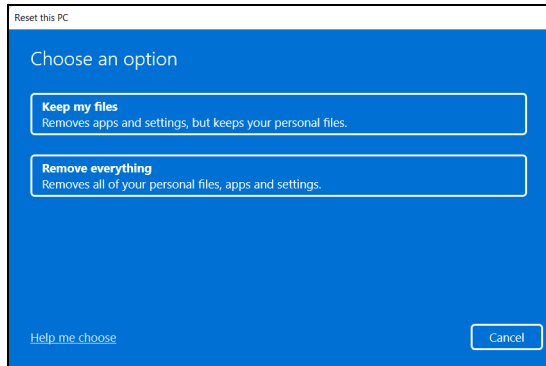 Reset this PC
Choose an option
Keep my files
Removes apps and settings, but keeps your personal files.
Remove everything
Removes all of your personal files, apps and settings.
Help me choose
Cancel